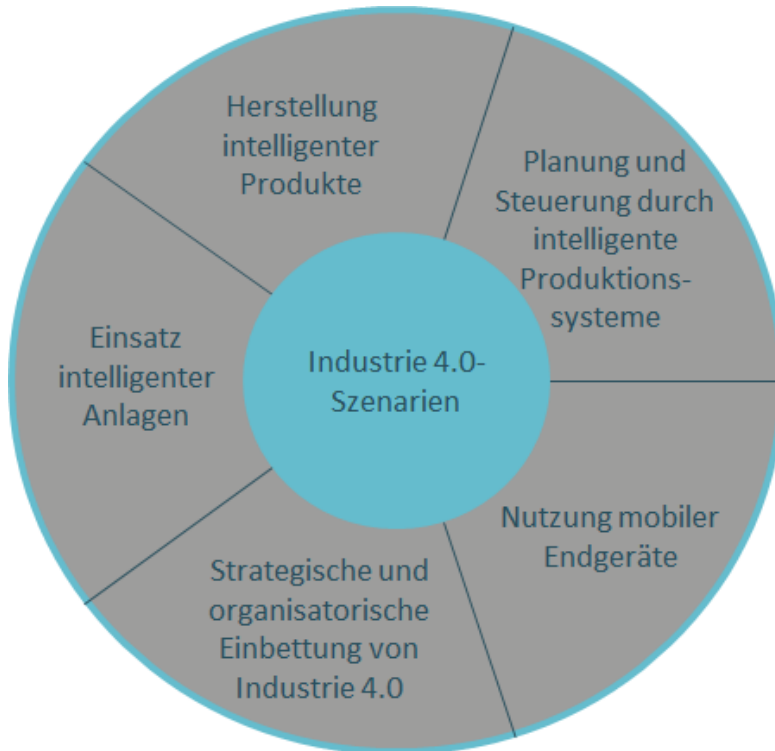 Herstellung
intelligenter
Produkte
Planung und
Steuerung durch
intelligente
Produktions-
systeme
Einsatz
intelligenter
Anlagen
Industrie 4.0-
Szenarien
Nutzung mobiler
Endgeräte
Strategische und
organisatorische
Einbettung von
Industrie 4.0